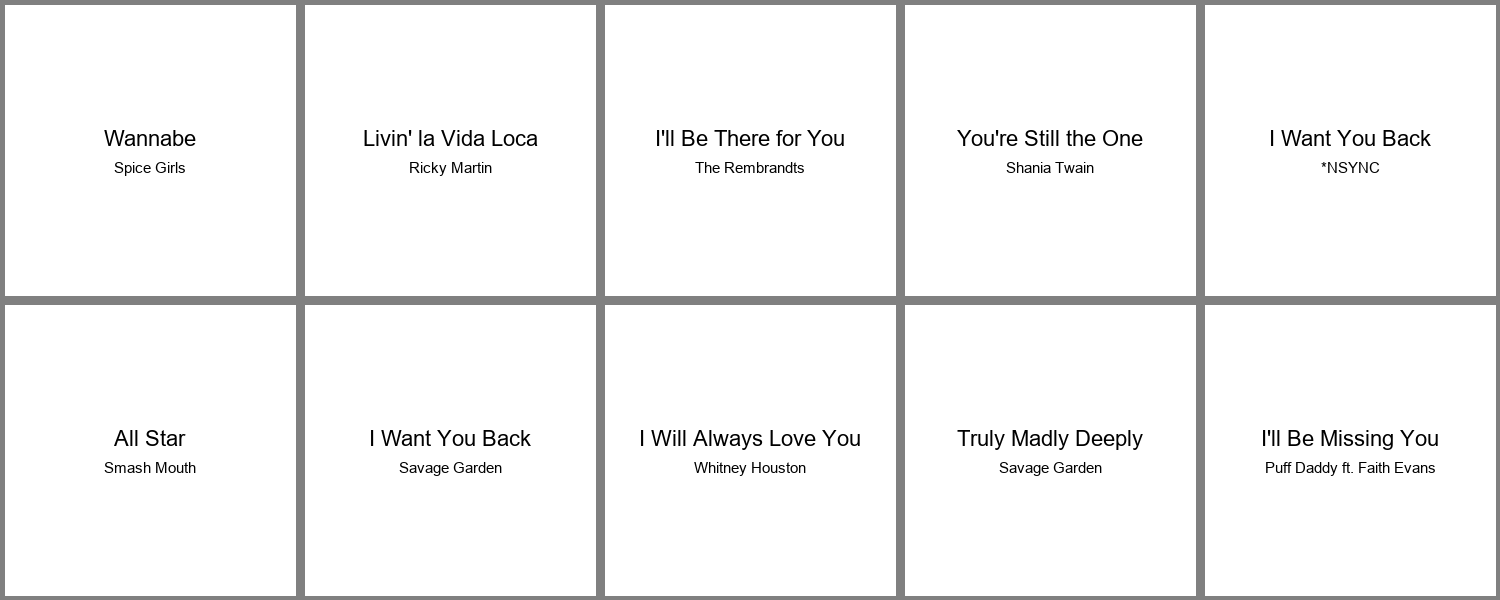 Wannabe
Spice Girls
Livin' la Vida Loca
Ricky Martin
I'll Be There for You
The Rembrandts
You're Still the One
Shania Twain
I Want You Back
*NSYNC
All Star
Smash Mouth
I Want You Back
Savage Garden
I Will Always Love You
Whitney Houston
Truly Madly Deeply
Savage Garden
I'll Be Missing You
Puff Daddy ft. Faith Evans